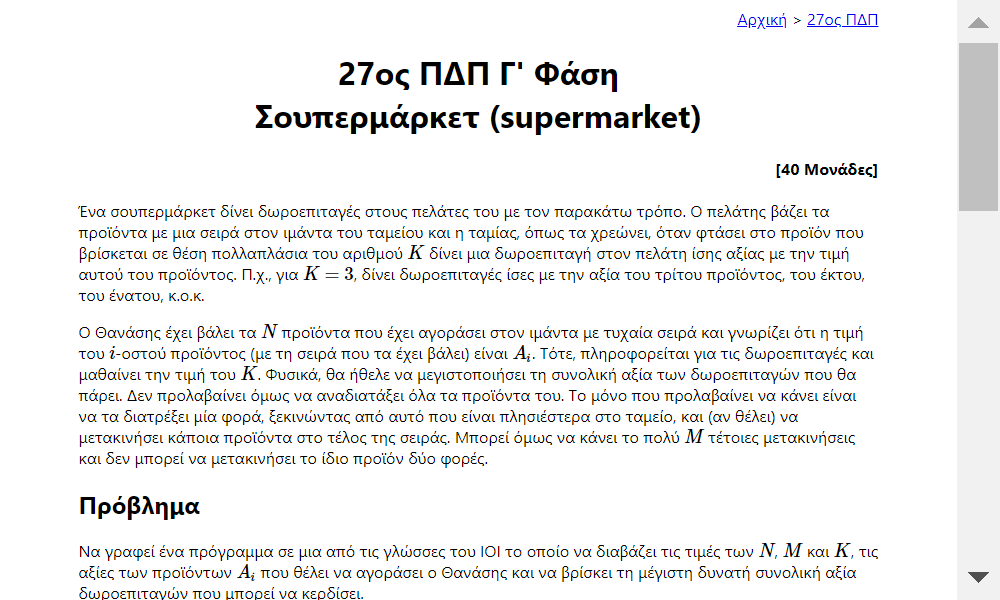 Αρχική > 27ος ΠΔΠ
27ος ΠΔΠ Γ' Φάση
Σουπερμάρκετ (supermarket)
[40 Μονάδες]
Ένα σουπερμάρκετ δίνει δωροεπιταγές στους πελάτες του με τον παρακάτω τρόπο. Ο πελάτης βάζει τα
προϊόντα με μια σειρά στον ιμάντα του ταμείου και η ταμίας, όπως τα χρεώνει, όταν φτάσει στο προϊόν που
βρίσκεται σε θέση πολλαπλάσια του αριθμού K δίνει μια δωροεπιταγή στον πελάτη ίσης αξίας με την τιμή
αυτού του προϊόντος. Π.χ., για K = 3, δίνει δωροεπιταγές ίσες με την αξία του τρίτου προϊόντος, του έκτου,
του ένατου, κ.ο.κ.
Ο Θανάσης έχει βάλει τα N προϊόντα που έχει αγοράσει στον ιμάντα με τυχαία σειρά και γνωρίζει ότι η τιμή
του i-οστού προϊόντος (με τη σειρά που τα έχει βάλει) είναι A_i. Τότε, πληροφορείται για τις δωροεπιταγές και
μαθαίνει την τιμή του K. Φυσικά, θα ήθελε να μεγιστοποιήσει τη συνολική αξία των δωροεπιταγών που θα
πάρει. Δεν προλαβαίνει όμως να αναδιατάξει όλα τα προϊόντα του. Το μόνο που προλαβαίνει να κάνει είναι
να τα διατρέξει μία φορά, ξεκινώντας από αυτό που είναι πλησιέστερα στο ταμείο, και (αν θέλει) να
μετακινήσει κάποια προϊόντα στο τέλος της σειράς. Μπορεί όμως να κάνει το πολύ M τέτοιες μετακινήσεις
και δεν μπορεί να μετακινήσει το ίδιο προϊόν δύο φορές.
Πρόβλημα
Να γραφεί ένα πρόγραμμα σε μια από τις γλώσσες του IOI το οποίο να διαβάζει τις τιμές των N, M και K, τις
αξίες των προϊόντων A_i που θέλει να αγοράσει ο Θανάσης και να βρίσκει τη μέγιστη δυνατή συνολική αξία
δωροεπιταγών που μπορεί να κερδίσει.